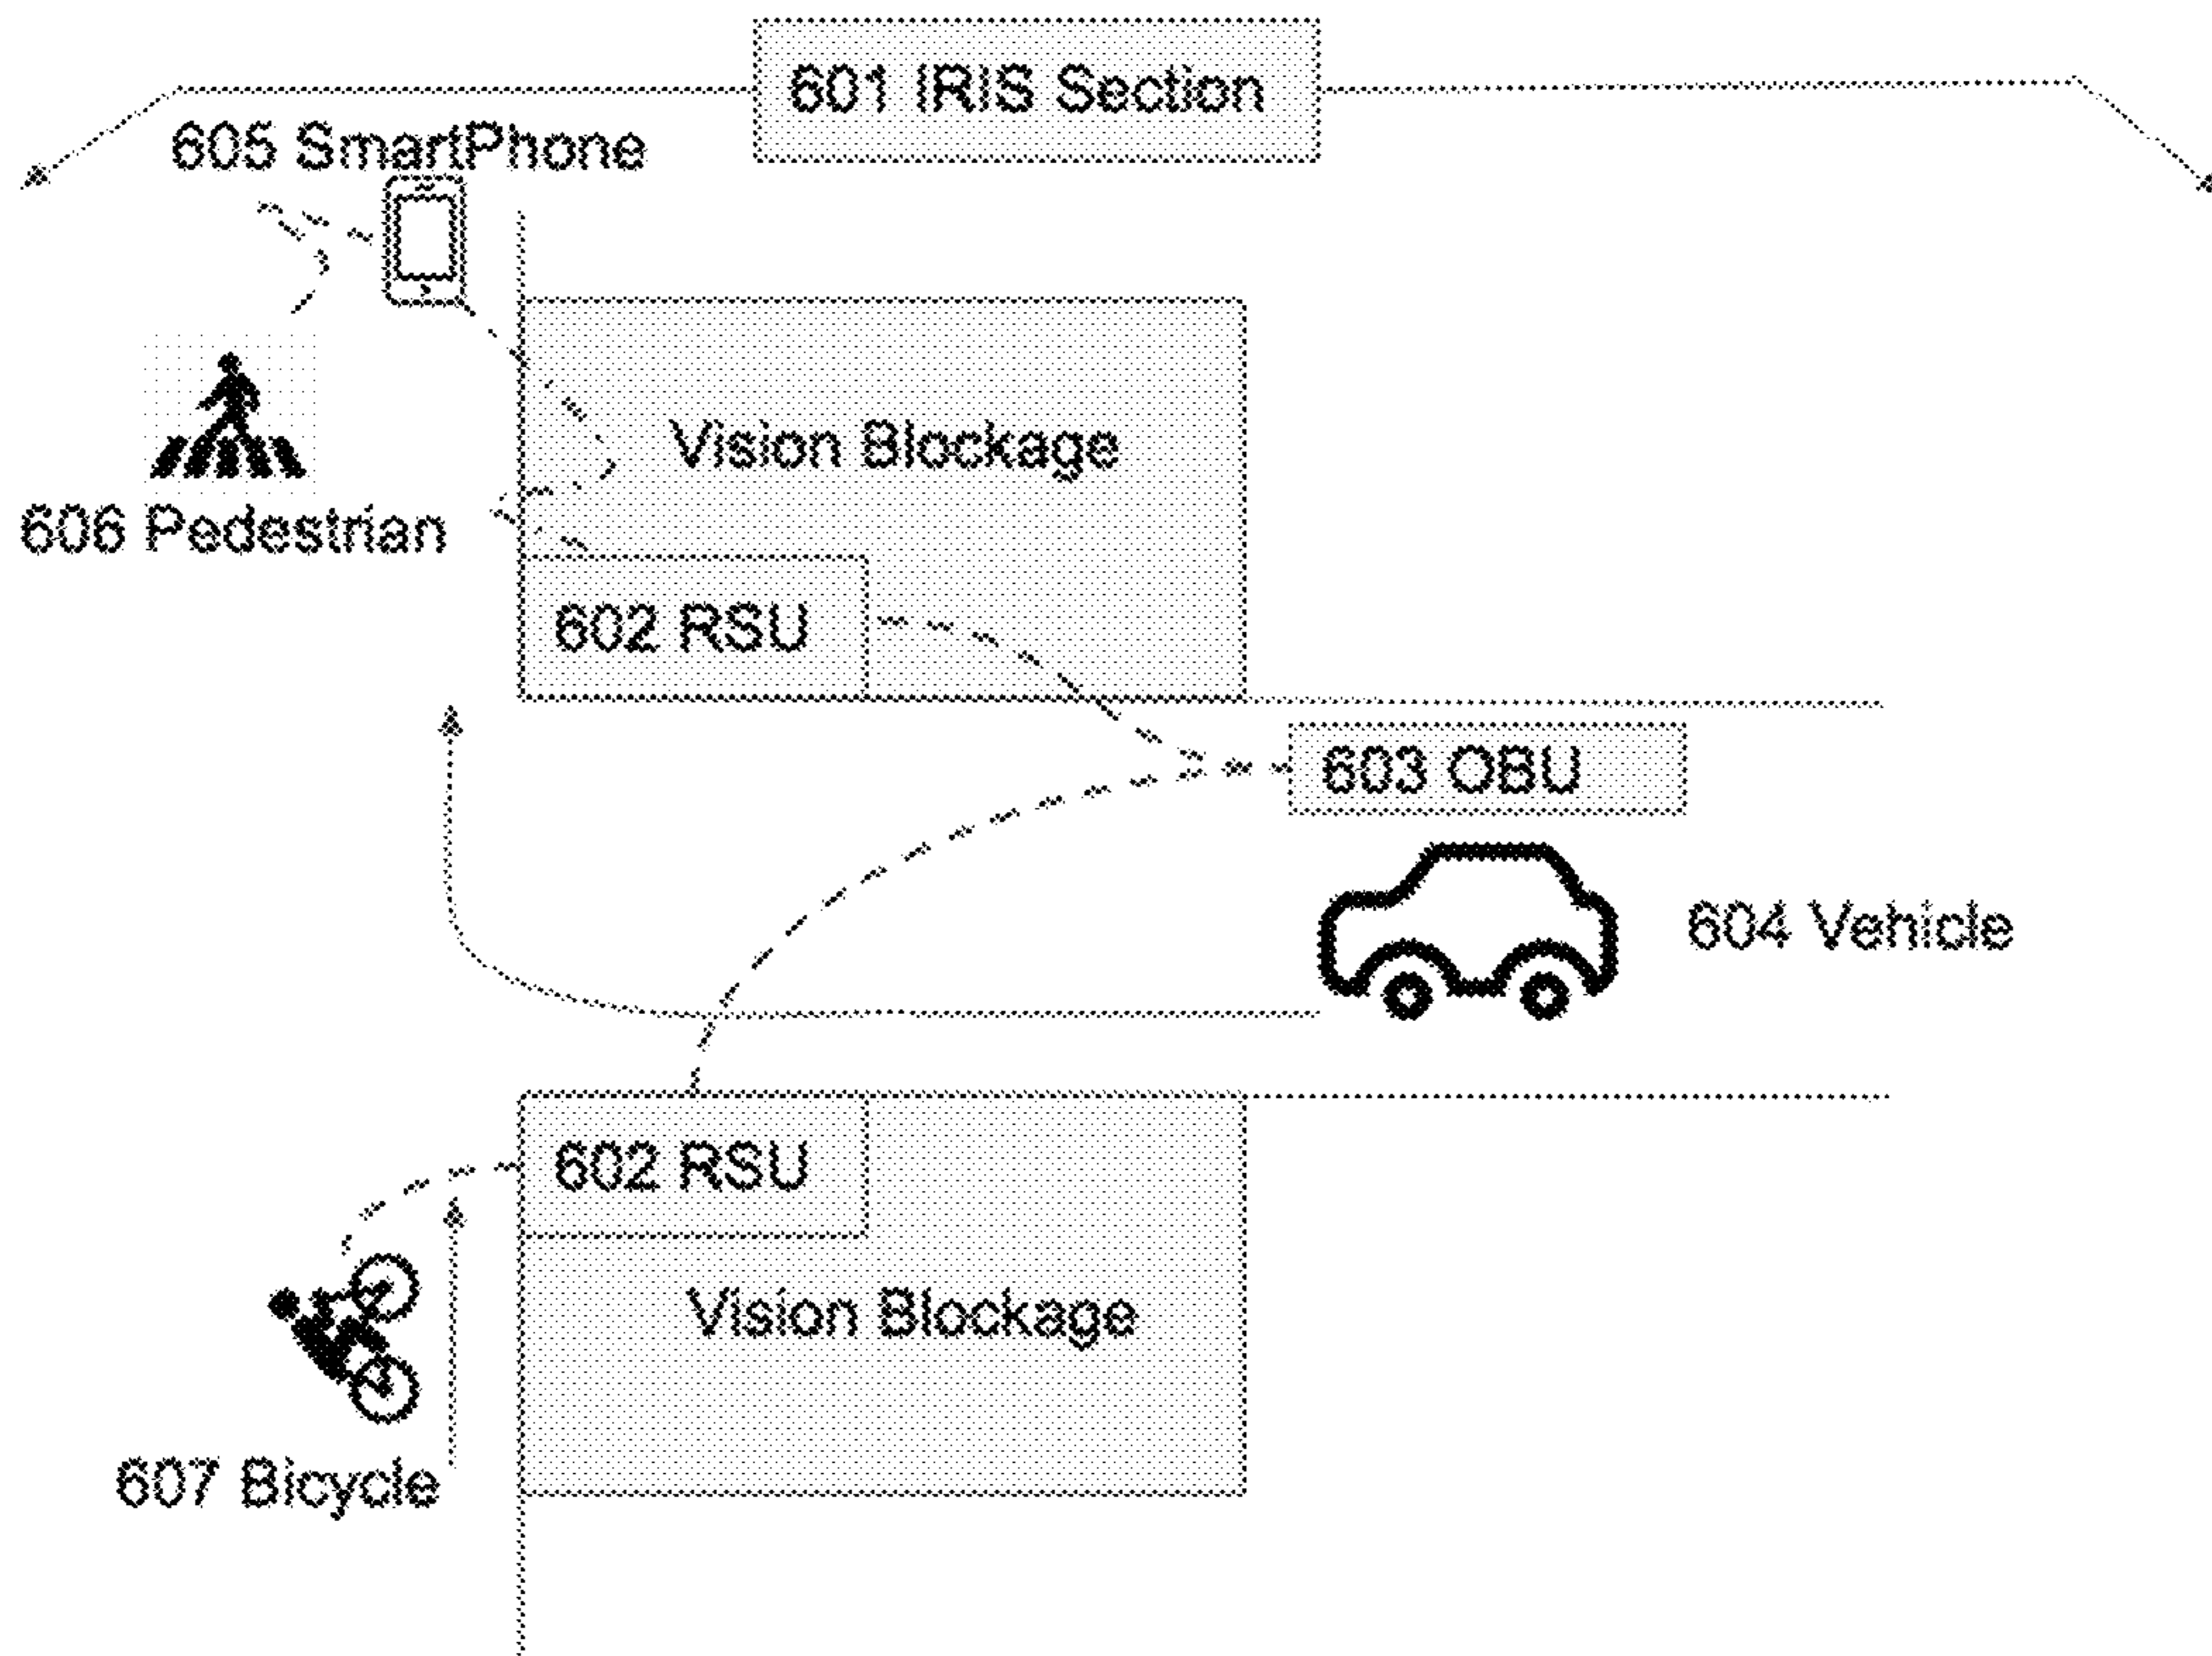 601 IRIS Section
605 SmartPhone
Vision Blockage
606 Pedestrian
602 RSU
603 OBU
604 Vehicle
602 RSU
Vision Blockage
607 Bicycle